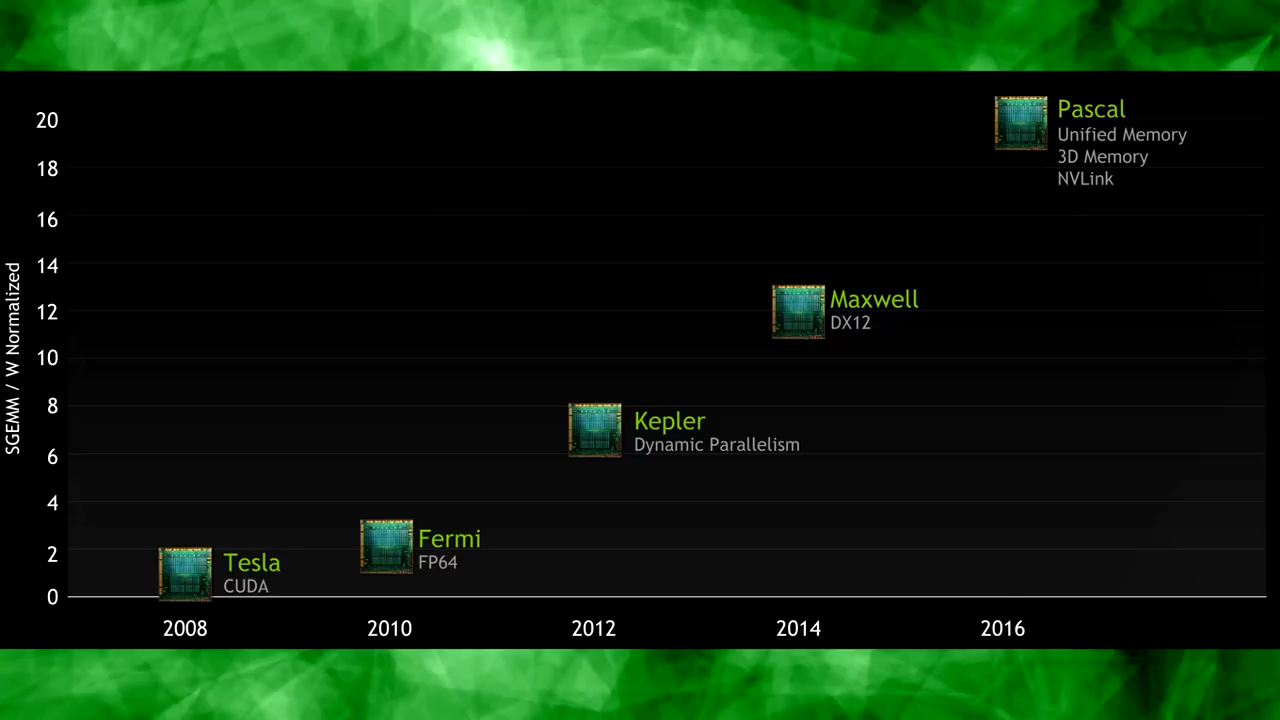 20
18
16
14
12
10
8
6
4
2
0
SGEMM / W Normalized
Pascal
Unified Memory
3D Memory
NVLink
Maxwell
DX12
Kepler
Dynamic Parallelism
Fermi
FP64
Tesla
CUDA
2008
2010
2012
2014
2016